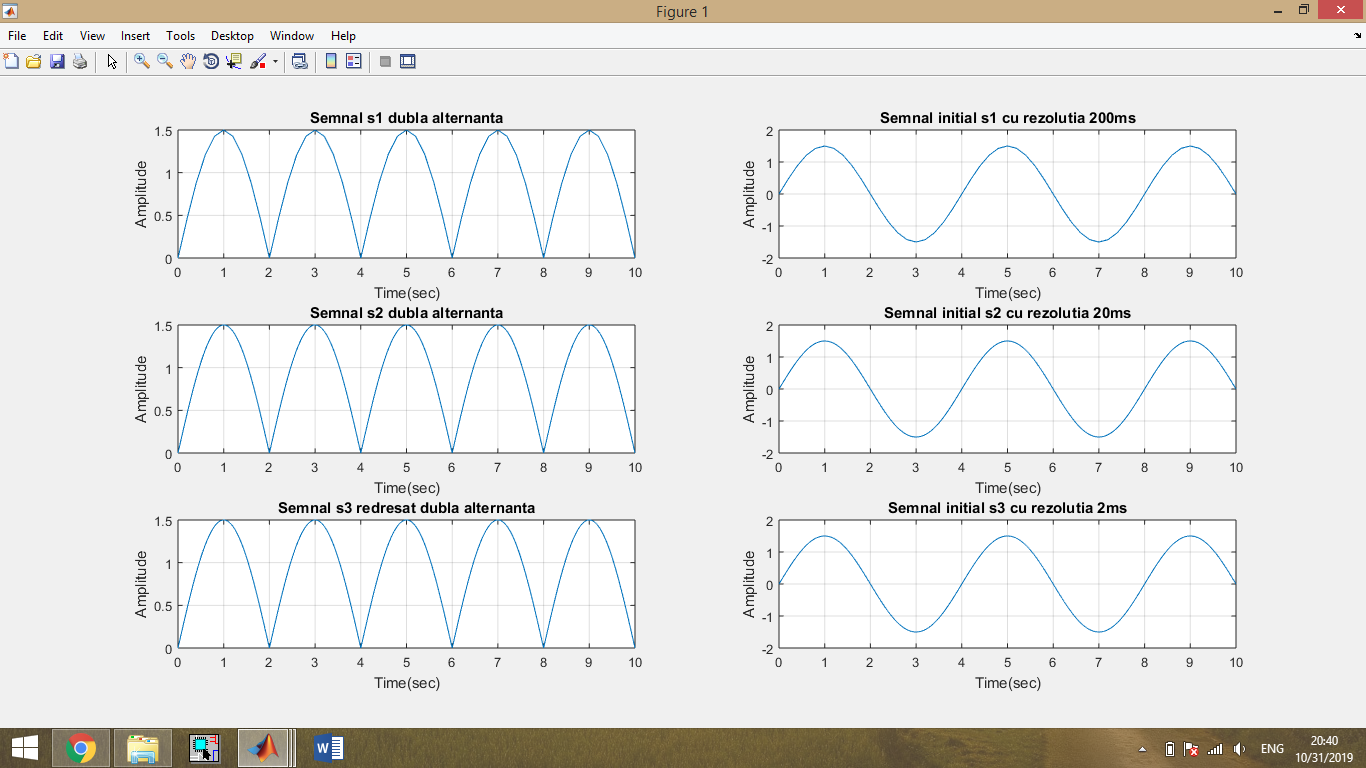 Figure 1
File Edit View Insert Tools Desktop Window Help
Semnal s1 dubla alternanta
1.5
1
0.5
0
Amplitude
0 1 2 3 4 5 6 7 8 9 10
Time(sec)
Semnal initial s1 cu rezolutia 200ms
2
1
0
-1
-2
Amplitude
0 1 2 3 4 5 6 7 8 9 10
Time(sec)
Semnal s2 dubla alternanta
1.5
1
0.5
0
Amplitude
0 1 2 3 4 5 6 7 8 9 10
Time(sec)
Semnal initial s2 cu rezolutia 20ms
2
1
0
-1
-2
Amplitude
0 1 2 3 4 5 6 7 8 9 10
Time(sec)
Semnal s3 redresat dubla alternanta
1.5
1
0.5
0
Amplitude
0 1 2 3 4 5 6 7 8 9 10
Time(sec)
Semnal initial s3 cu rezolutia 2ms
2
1
0
-1
-2
Amplitude
0 1 2 3 4 5 6 7 8 9 10
Time(sec)
ENG
20:40
10/31/2019